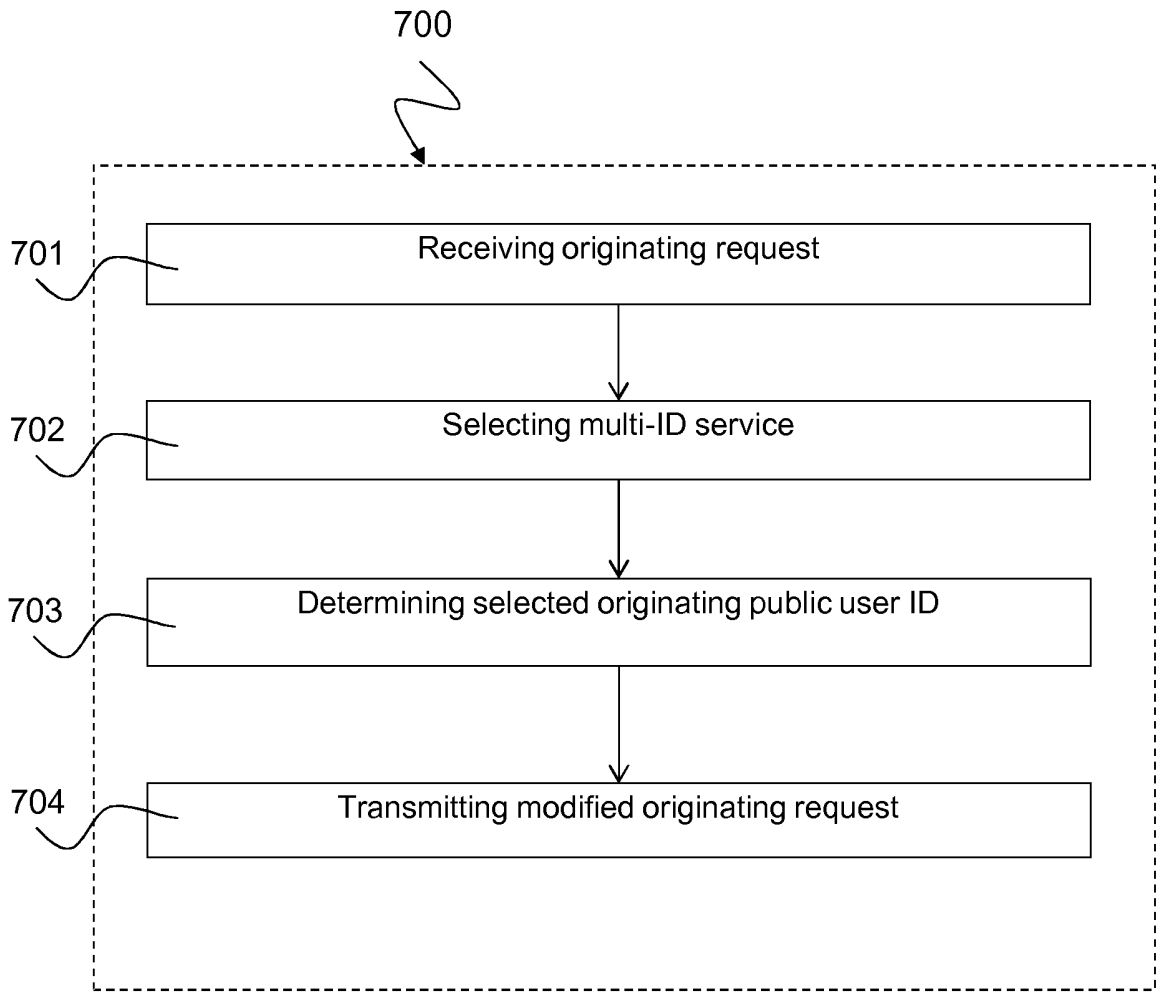 700
701
Receiving originating request
702
Selecting multi-ID service
703
Determining selected originating public user ID
704
Transmitting modified originating request